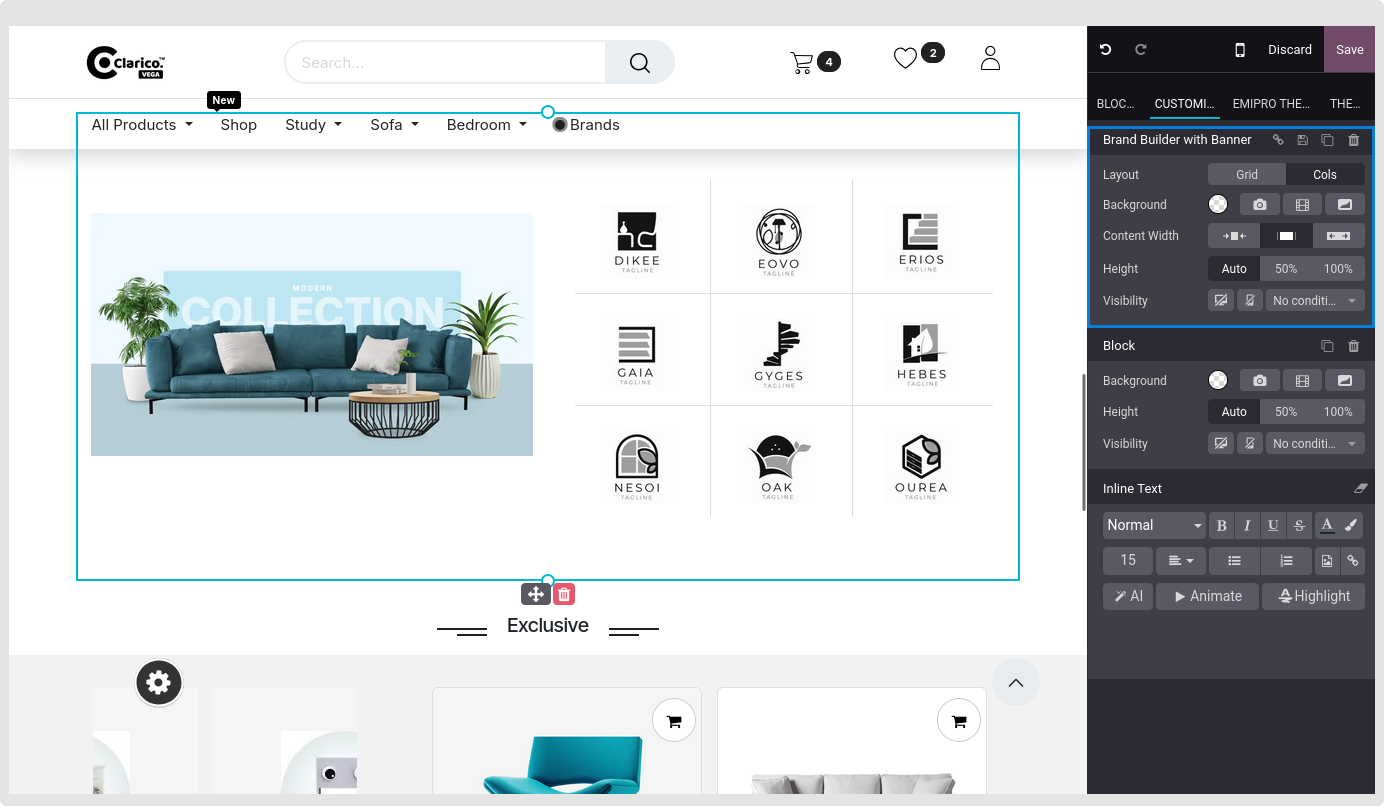 Clarico
VEGA
Search...
4
2
Discard
Save
BLOC...
CUSTOMI...
EMIPRO THE...
THE...
New
All Products
Shop
Study
Sofa
Bedroom
Brands
MODERN
COLLECTION
DIKEE
TAGLINE
EOVO
TAGLINE
ERIOS
TAGLINE
GAIA
TAGLINE
GYGES
TAGLINE
HEBES
TAGLINE
NESOI
TAGLINE
OAK
TAGLINE
OUREA
TAGLINE
Exclusive
Brand Builder with Banner
Layout Grid Cols
Background
Content Width
Height Auto 50% 100%
Visibility No conditi...
Block
Background
Height Auto 50% 100%
Visibility No conditi...
Inline Text
Normal B I U S A
15
AI Animate Highlight